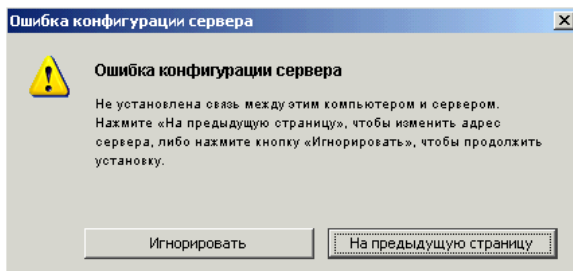 Ошибка конфигурации сервера
Ошибка конфигурации сервера
Не установлена связь между этим компьютером и сервером.
Нажмите «На предыдущую страницу», чтобы изменить адрес
сервера, либо нажмите кнопку «Игнорировать», чтобы продолжить
установку.
Игнорировать
На предыдущую страницу